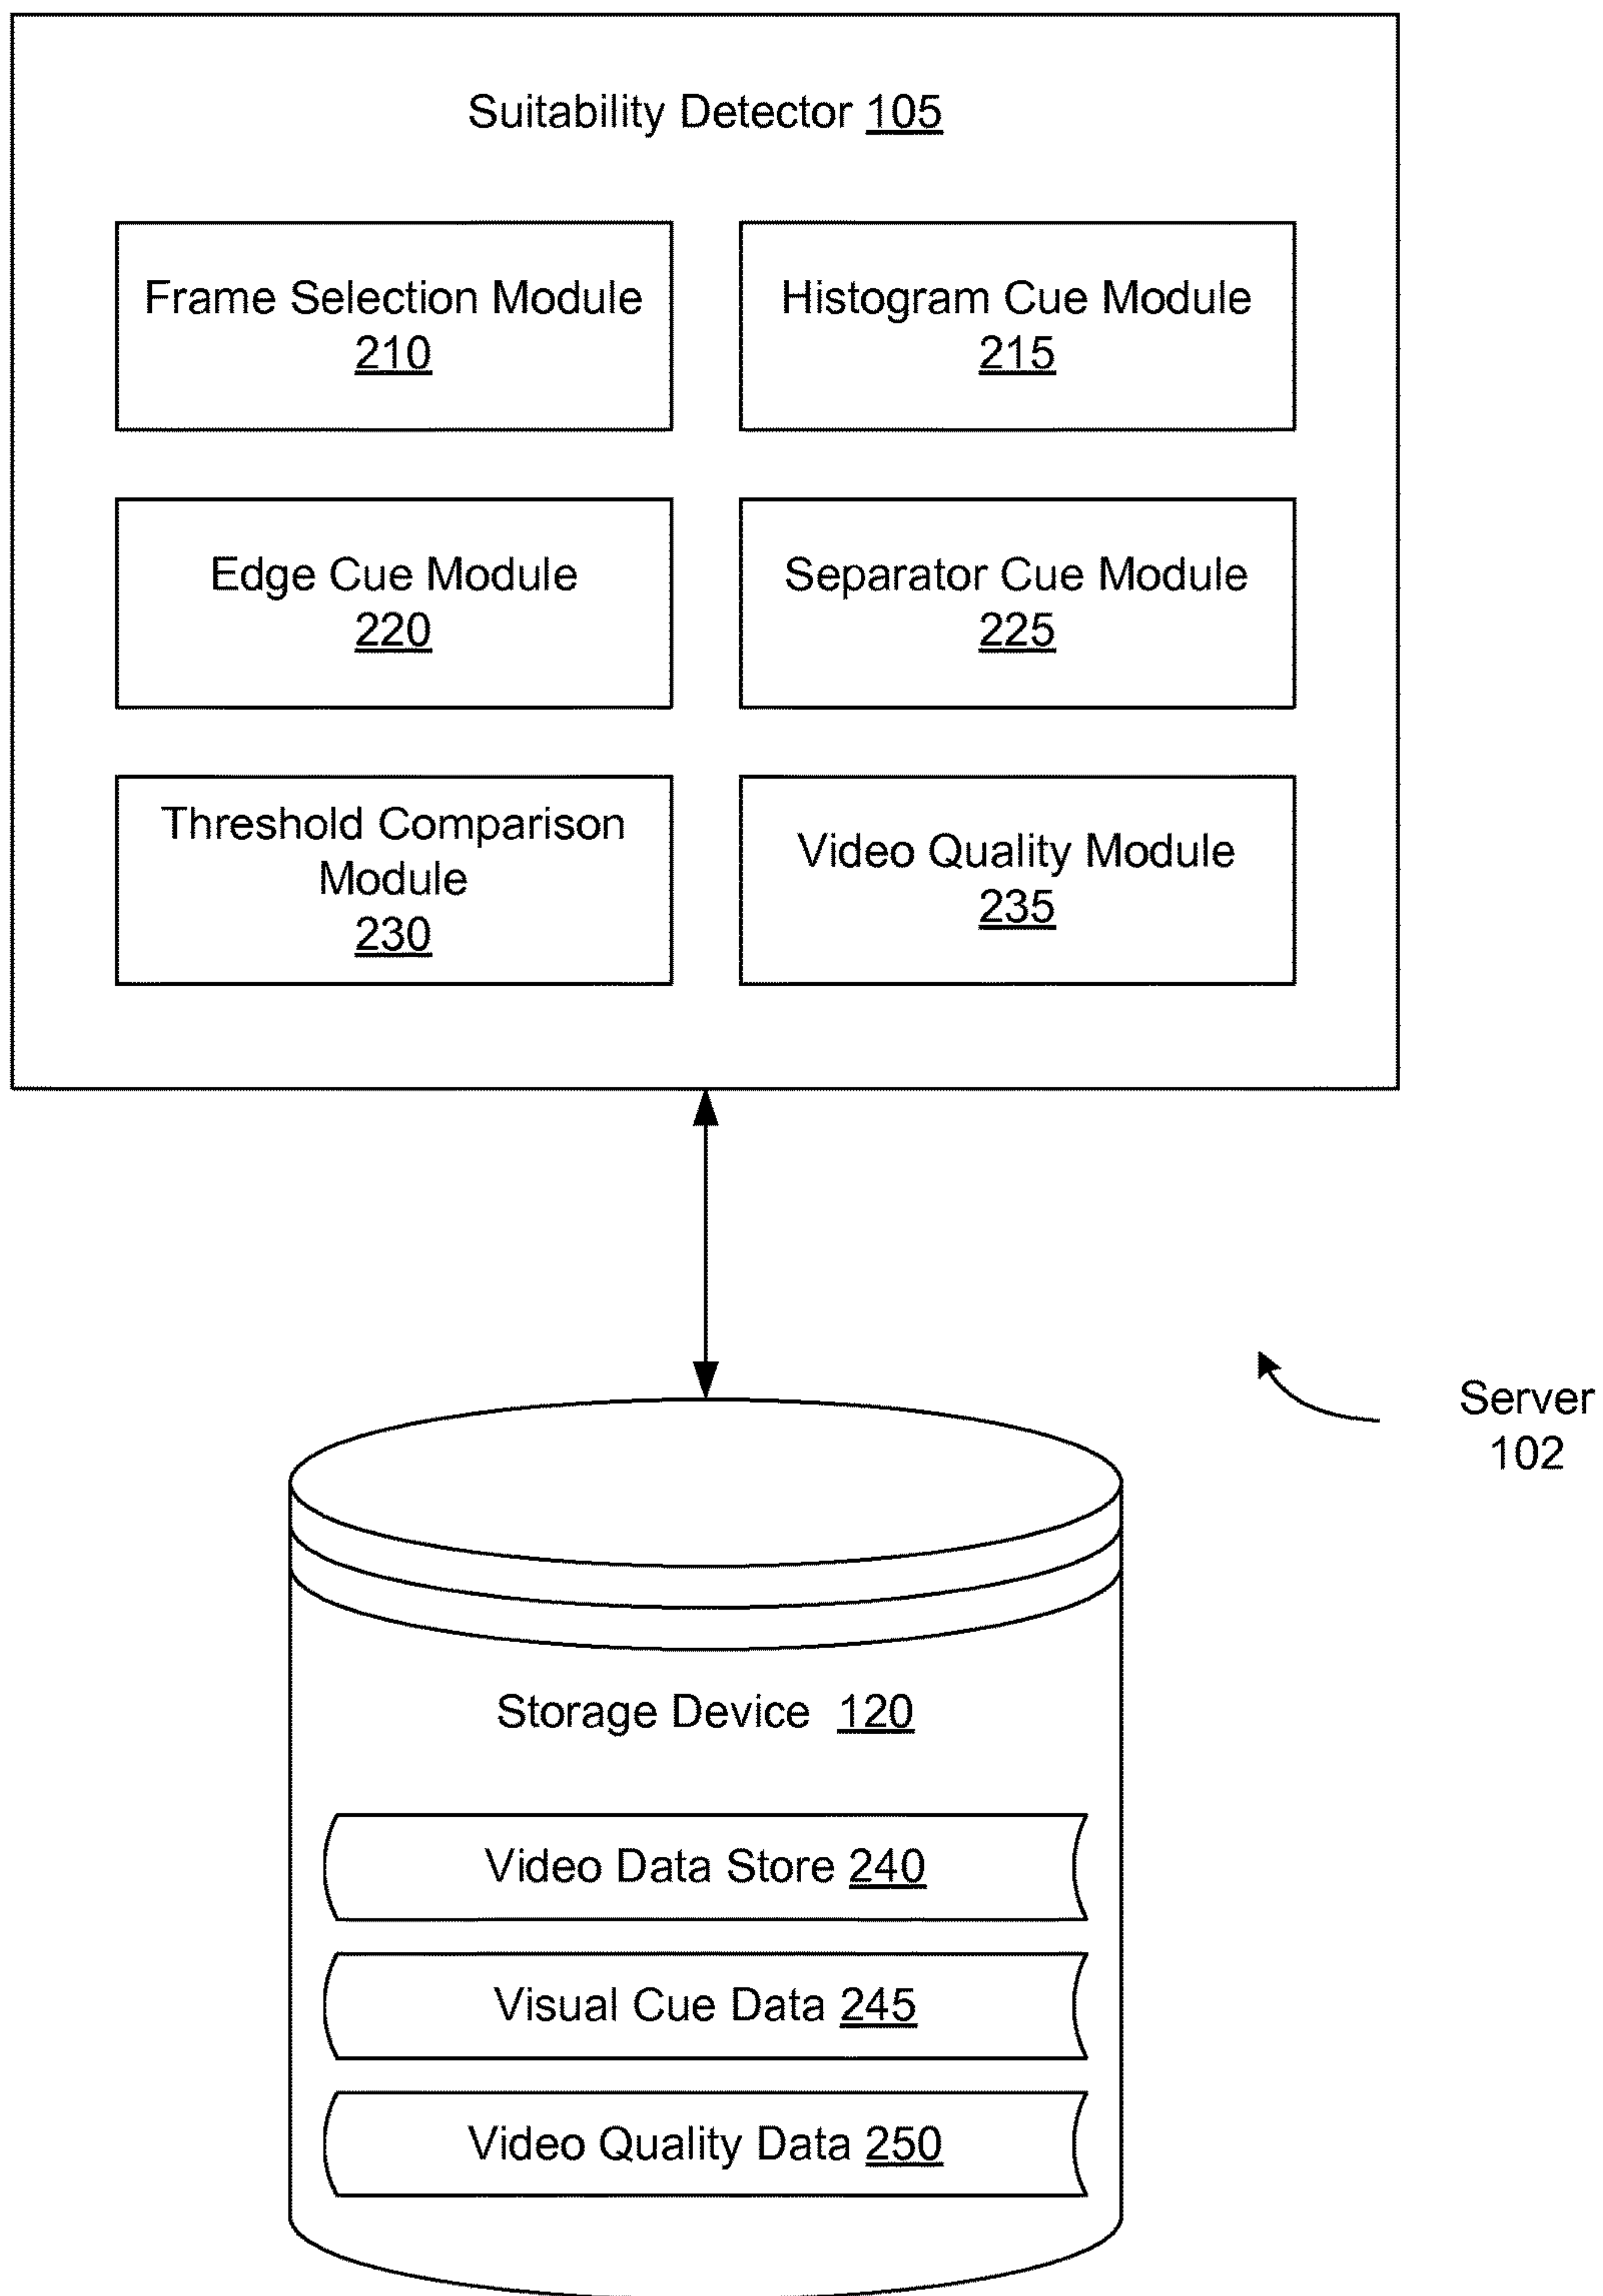 Suitability Detector 105
Frame Selection Module
210
Histogram Cue Module
215
Edge Cue Module
220
Separator Cue Module
225
Threshold Comparison
Module
230
Video Quality Module
235
Server
102
Storage Device 120
Video Data Store 240
Visual Cue Data 245
Video Quality Data 250